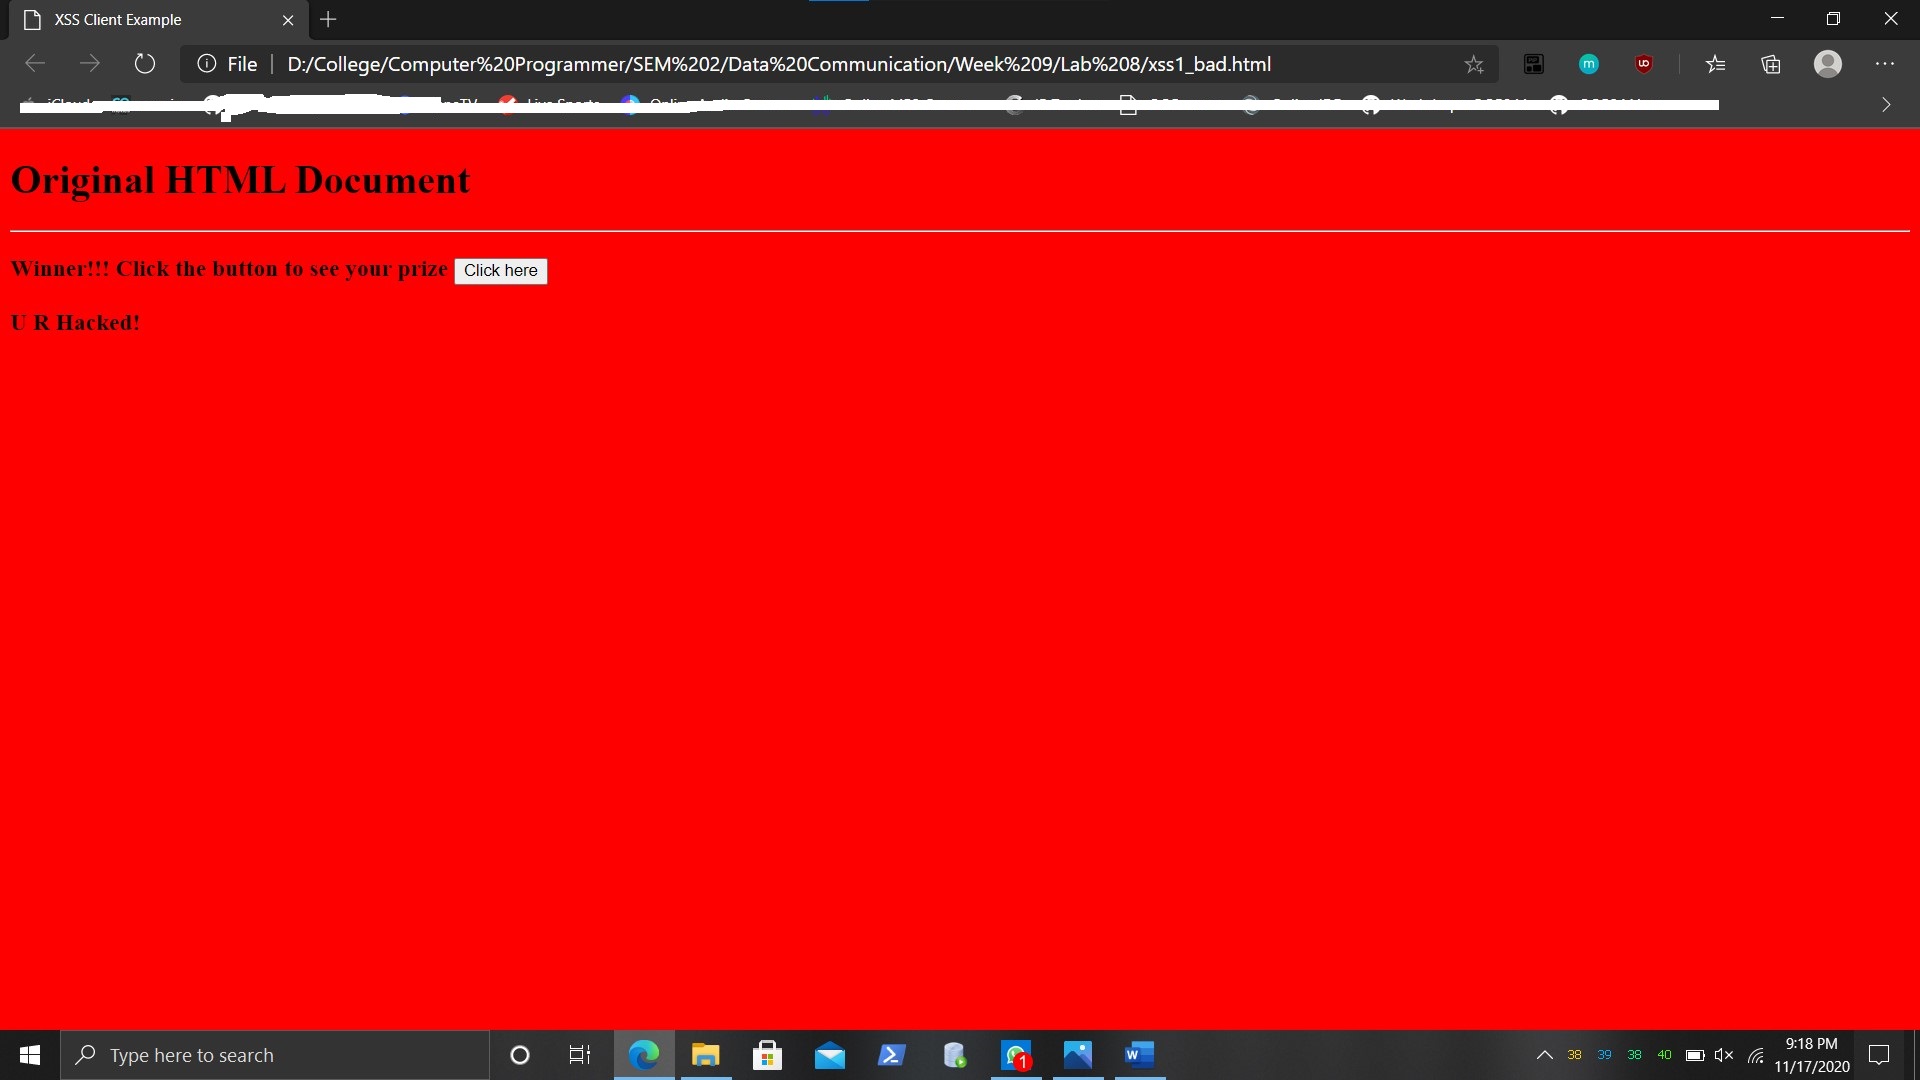 XSS Client Example
File
D:/College/Computer%20Programmer/SEM%202/Data%20Communication/Week%209/Lab%208/xss1_bad.html
Original HTML Document
Winner!!! Click the button to see your prize Click here
U R Hacked!
Type here to search
1
38 39 38 40
9:18 PM
11/17/2020